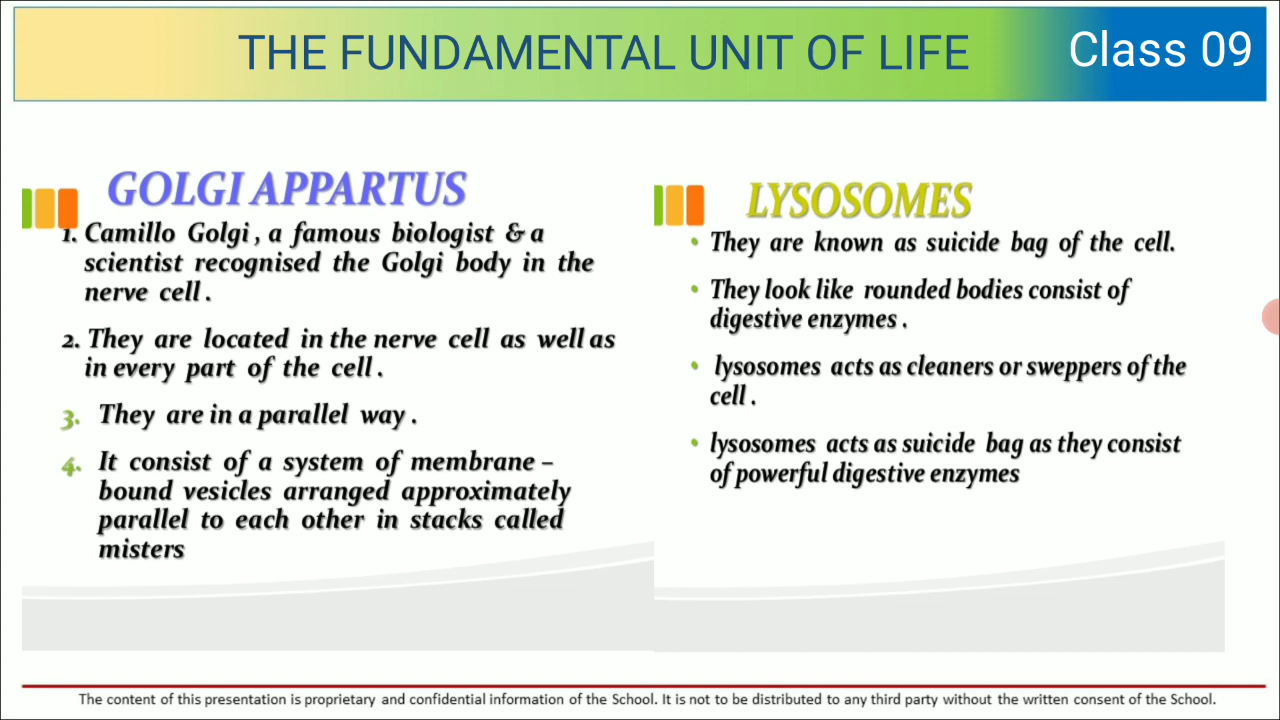 THE FUNDAMENTAL UNIT OF LIFE
Class 09
GOLGI APPARTUS
1. Camillo Golgi , a famous biologist & a
scientist recognised the Golgi body in the
nerve cell .
2. They are located in the nerve cell as well as
in every part of the cell .
3. They are in a parallel way .
4. It consist of a system of membrane –
bound vesicles arranged approximately
parallel to each other in stacks called
misters
LYSOSOMES
• They are known as suicide bag of the cell.
• They look like rounded bodies consist of
digestive enzymes .
• lysosomes acts as cleaners or sweppers of the
cell .
• lysosomes acts as suicide bag as they consist
of powerful digestive enzymes
The content of this presentation is proprietary and confidential information of the School. It is not to be distributed to any third party without the written consent of the School.